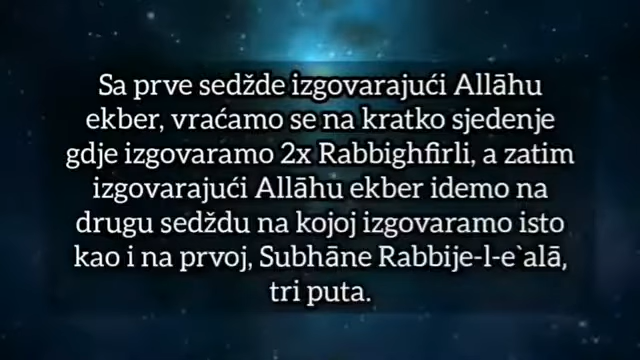 Sa prve sedžde izgovarajući Allāhu
ekber, vraćamo se na kratko sjedenje
gdje izgovaramo 2x Rabbighfirli, a zatim
izgovarajući Allāhu ekber idemo na
drugu sedždu na kojoj izgovaramo isto
kao i na prvoj, Subhāne Rabbije-l-e`alā,
tri puta.